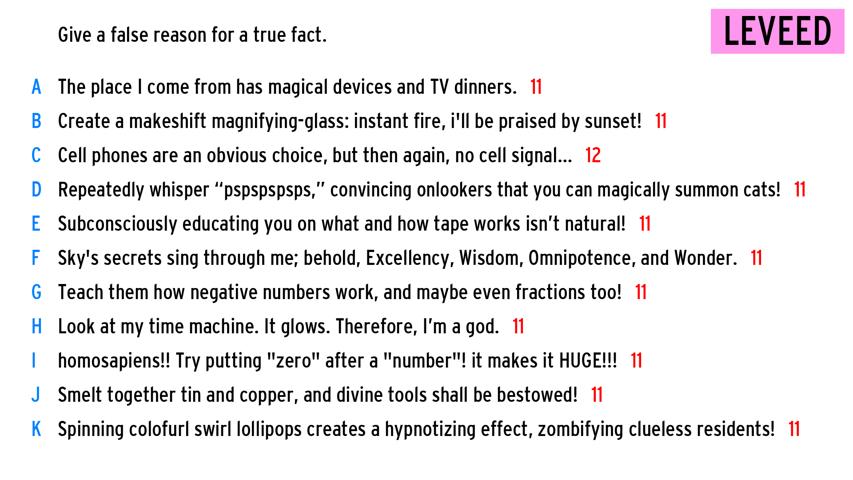 Give a false reason for a true fact.
LEVEED
A The place I come from has magical devices and TV dinners. 11
B Create a makeshift magnifying-glass: instant fire, i'll be praised by sunset! 11
C Cell phones are an obvious choice, but then again, no cell signal... 12
D Repeatedly whisper “pspspspsps,” convincing onlookers that you can magically summon cats! 11
E Subconsciously educating you on what and how tape works isn’t natural! 11
F Sky's secrets sing through me; behold, Excellency, Wisdom, Omnipotence, and Wonder. 11
G Teach them how negative numbers work, and maybe even fractions too! 11
H Look at my time machine. It glows. Therefore, I’m a god. 11
I homosapiens!! Try putting "zero" after a "number"! it makes it HUGE!!! 11
J Smelt together tin and copper, and divine tools shall be bestowed! 11
K Spinning colofurl swirl lollipops creates a hypnotizing effect, zombifying clueless residents! 11